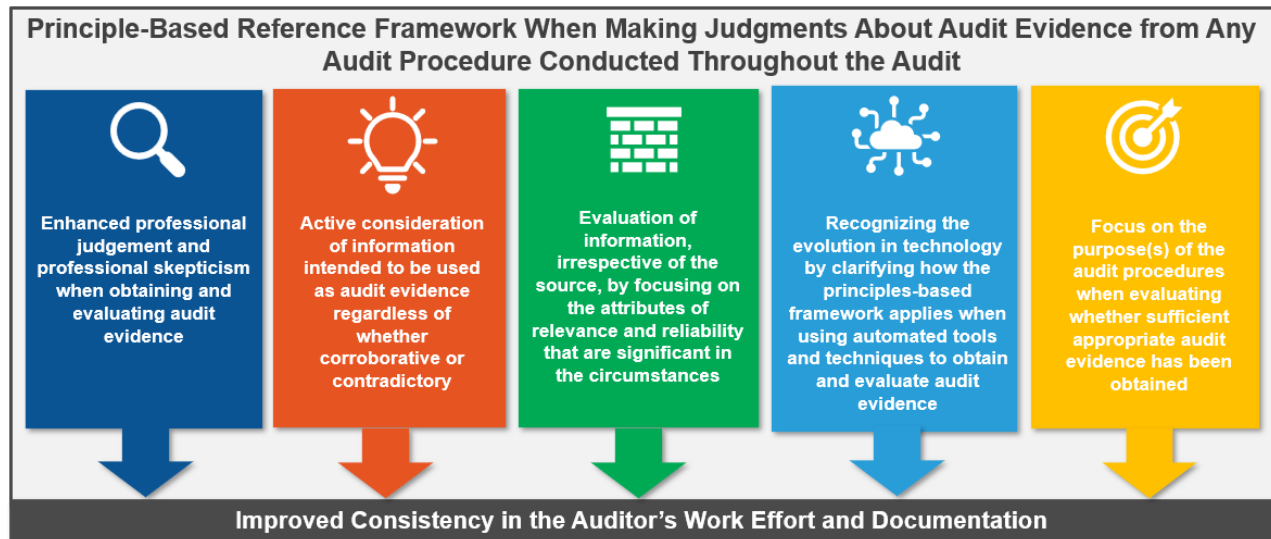 Principle-Based Reference Framework When Making Judgments About Audit Evidence from Any
Audit Procedure Conducted Throughout the Audit
Enhanced professional
judgement and
professional skepticism
when obtaining and
evaluating audit
evidence
Active consideration
of information
intended to be used
as audit evidence
regardless of
whether
corroborative or
contradictory
Evaluation of
information,
irrespective of the
source, by focusing on
the attributes of
relevance and reliability
that are significant in
the circumstances
Recognizing the
evolution in technology
by clarifying how the
principles-based
framework applies when
using automated tools
and techniques to obtain
and evaluate audit
evidence
Focus on the
purpose(s) of the
audit procedures
when evaluating
whether sufficient
appropriate audit
evidence has been
obtained
Improved Consistency in the Auditor's Work Effort and Documentation